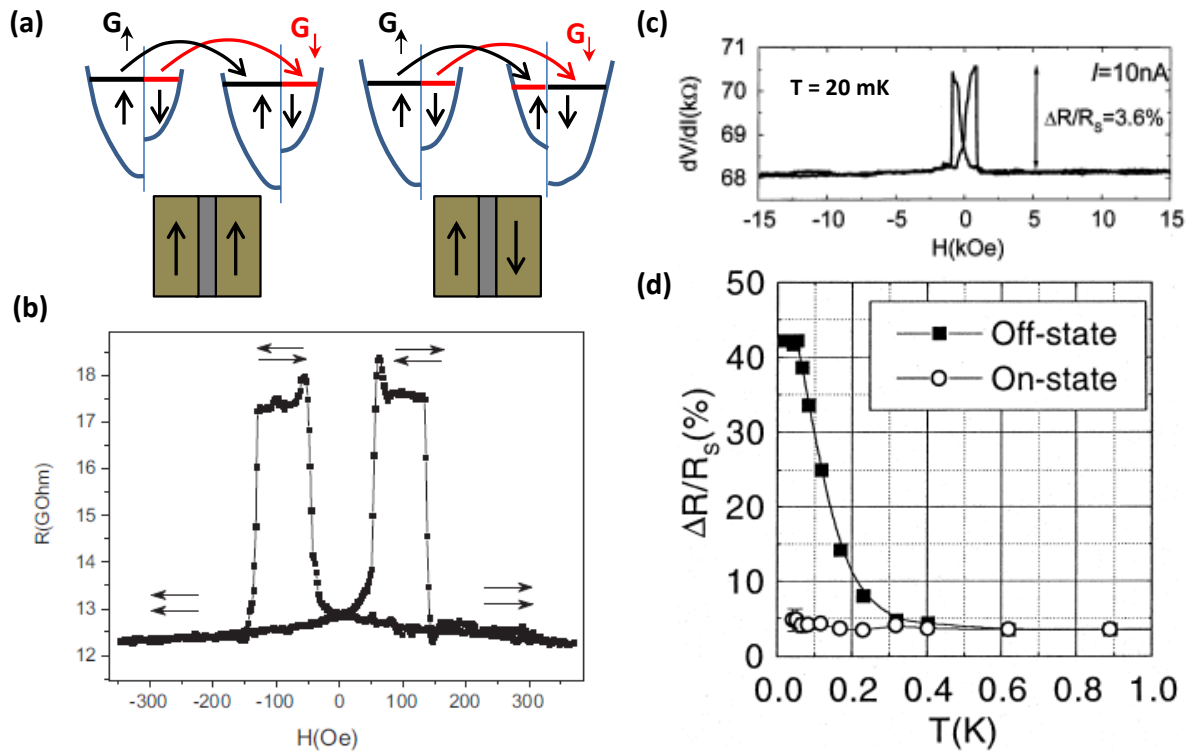 (a)
G↑
G↓
G↑
G↓
(b)
R(GOhm)
18
17
16
15
14
13
12
-300
-200
-100
0
100
200
300
H(Oe)
(c)
dV/dI(kΩ)
71
70
69
68
T = 20 mK
I=10nA
ΔR/RS=3.6%
-15
-10
-5
0
5
10
15
H(kOe)
(d)
ΔR/RS(%)
50
40
30
20
10
0
Off-state
On-state
0.0
0.2
0.4
0.6
0.8
1.0
T(K)